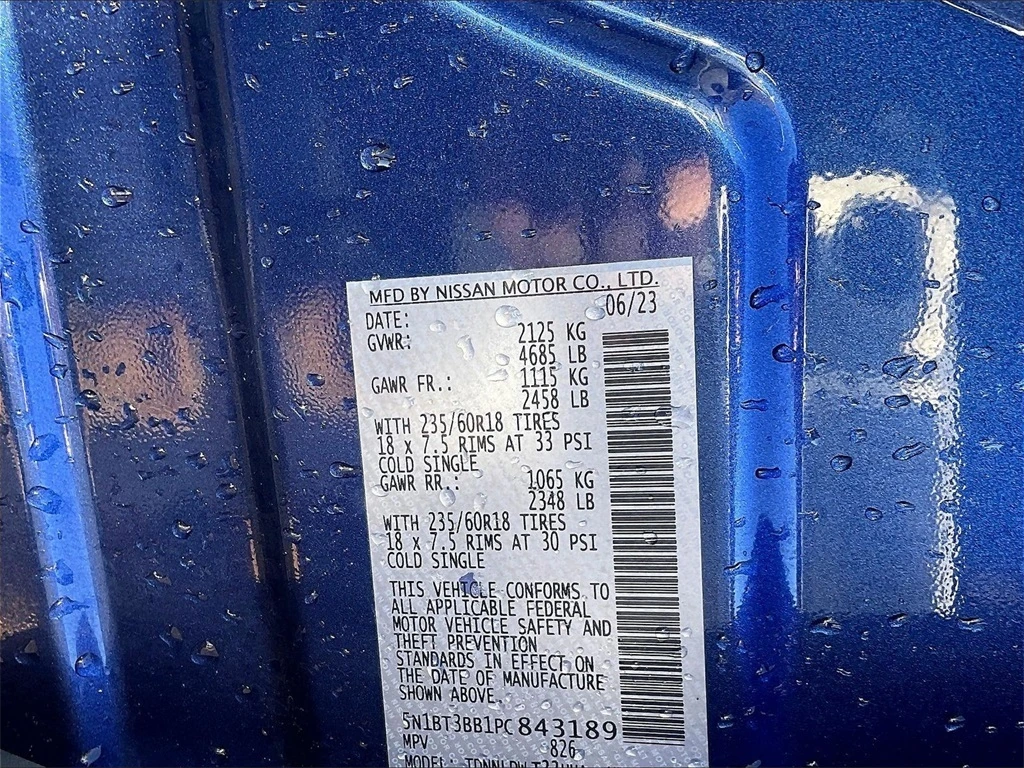 MFD BY NISSAN MOTOR CO., LTD.
DATE: 06/23
GVWR: 2125 KG
4685 LB
GAWR FR.: 1115 KG
2458 LB
WITH 235/60R18 TIRES
18 x 7.5 RIMS AT 33 PSI
COLD SINGLE
GAWR RR.: 1065 KG
2348 LB
WITH 235/60R18 TIRES
18 x 7.5 RIMS AT 30 PSI
COLD SINGLE
THIS VEHICLE CONFORMS TO
ALL APPLICABLE FEDERAL
MOTOR VEHICLE SAFETY AND
THEFT PREVENTION
STANDARDS IN EFFECT ON
THE DATE OF MANUFACTURE
SHOWN ABOVE.
5N1BT3BB1PC843189
MPV 826
MODEL: